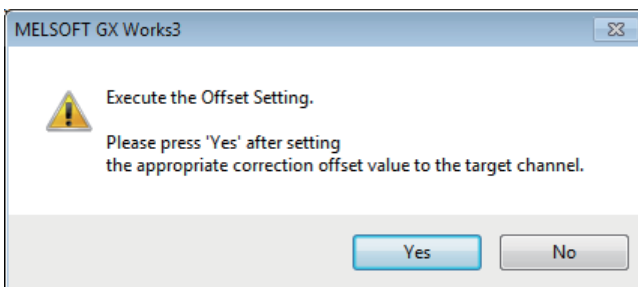 MELSOFT GX Works3
Execute the Offset Setting.
Please press 'Yes' after setting
the appropriate correction offset value to the target channel.
Yes
No